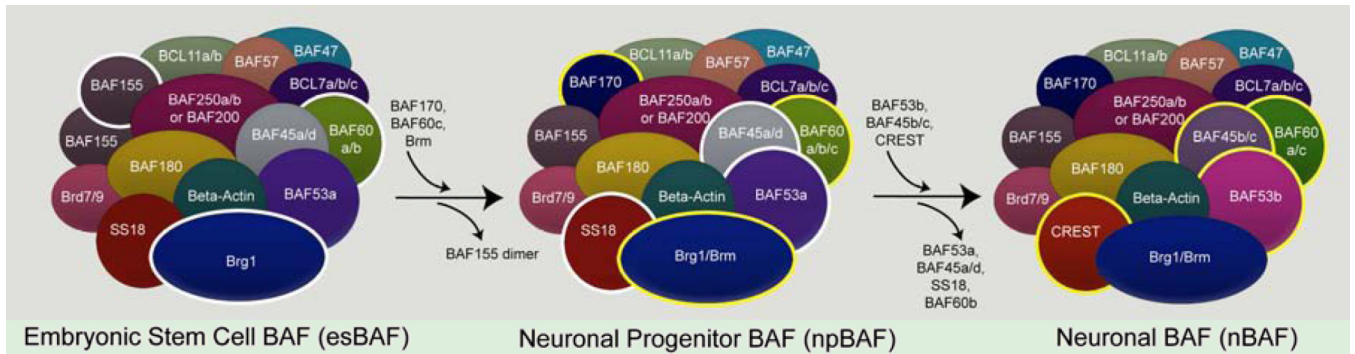 BCL11a/b
BAF57
BAF47
BAF155
BCL7a/b/c
BAF250a/b
or BAF200
BAF155
BAF45a/d
BAF60
a/b
BAF180
Brd7/9
Beta-Actin
BAF53a
SS18
Brg1
Embryonic Stem Cell BAF (esBAF)
BAF170,
BAF60c,
Brm
BAF155 dimer
BCL11a/b
BAF57
BAF47
BAF170
BCL7a/b/c
BAF250a/b
or BAF200
BAF155
BAF45a/d
BAF60
a/b/c
BAF180
Brd7/9
Beta-Actin
BAF53a
SS18
Brg1/Brm
Neuronal Progenitor BAF (npBAF)
BAF53b,
BAF45b/c,
CREST
BAF53a,
BAF45a/d,
SS18,
BAF60b
BCL11a/b
BAF57
BAF47
BAF170
BCL7a/b/c
BAF250a/b
or BAF200
BAF155
BAF45b/c
BAF60
a/c
BAF180
Brd7/9
Beta-Actin
BAF53b
CREST
Brg1/Brm
Neuronal BAF (nBAF)